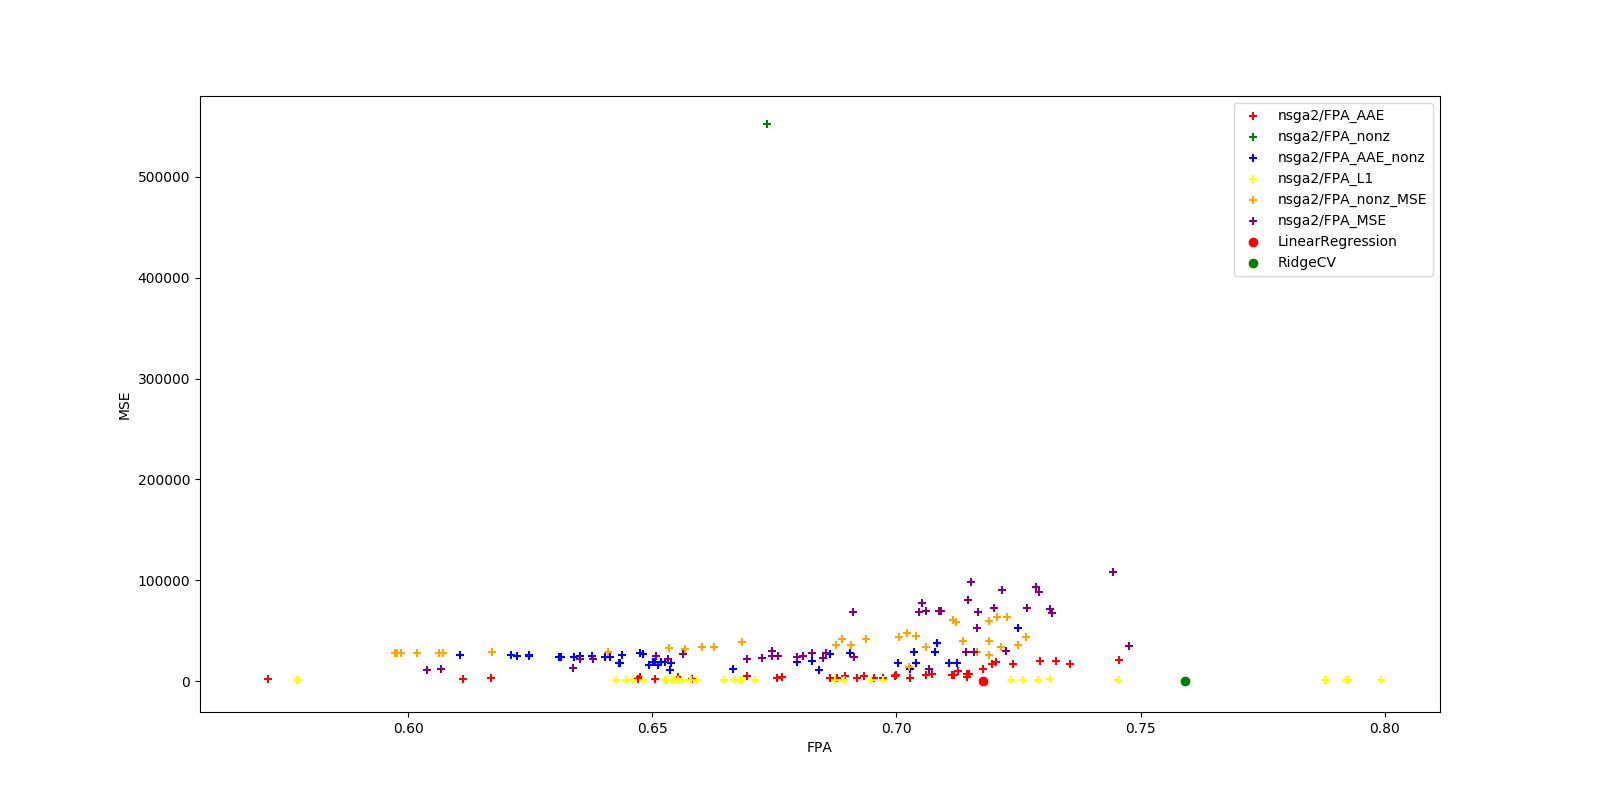 nsga2/FPA_AAE
nsga2/FPA_nonz
nsga2/FPA_AAE_nonz
nsga2/FPA_L1
nsga2/FPA_nonz_MSE
nsga2/FPA_MSE
LinearRegression
RidgeCV
500000
400000
300000
200000
100000
0
MSE
0.60 0.65 0.70 0.75 0.80
FPA